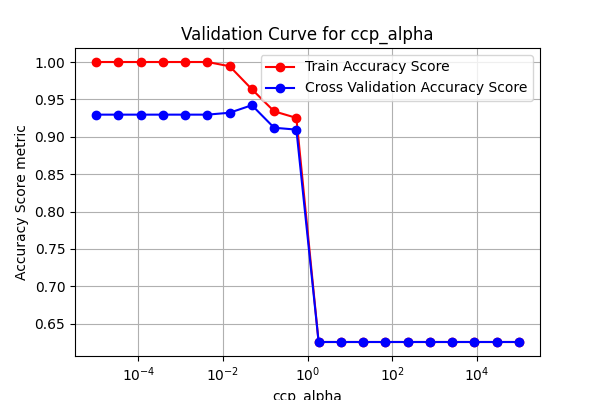 Validation Curve for ccp_alpha
Train Accuracy Score
Cross Validation Accuracy Score
Accuracy Score metric
1.00
0.95
0.90
0.85
0.80
0.75
0.70
0.65
10⁻⁴ 10⁻² 10⁰ 10² 10⁴
ccp_alpha